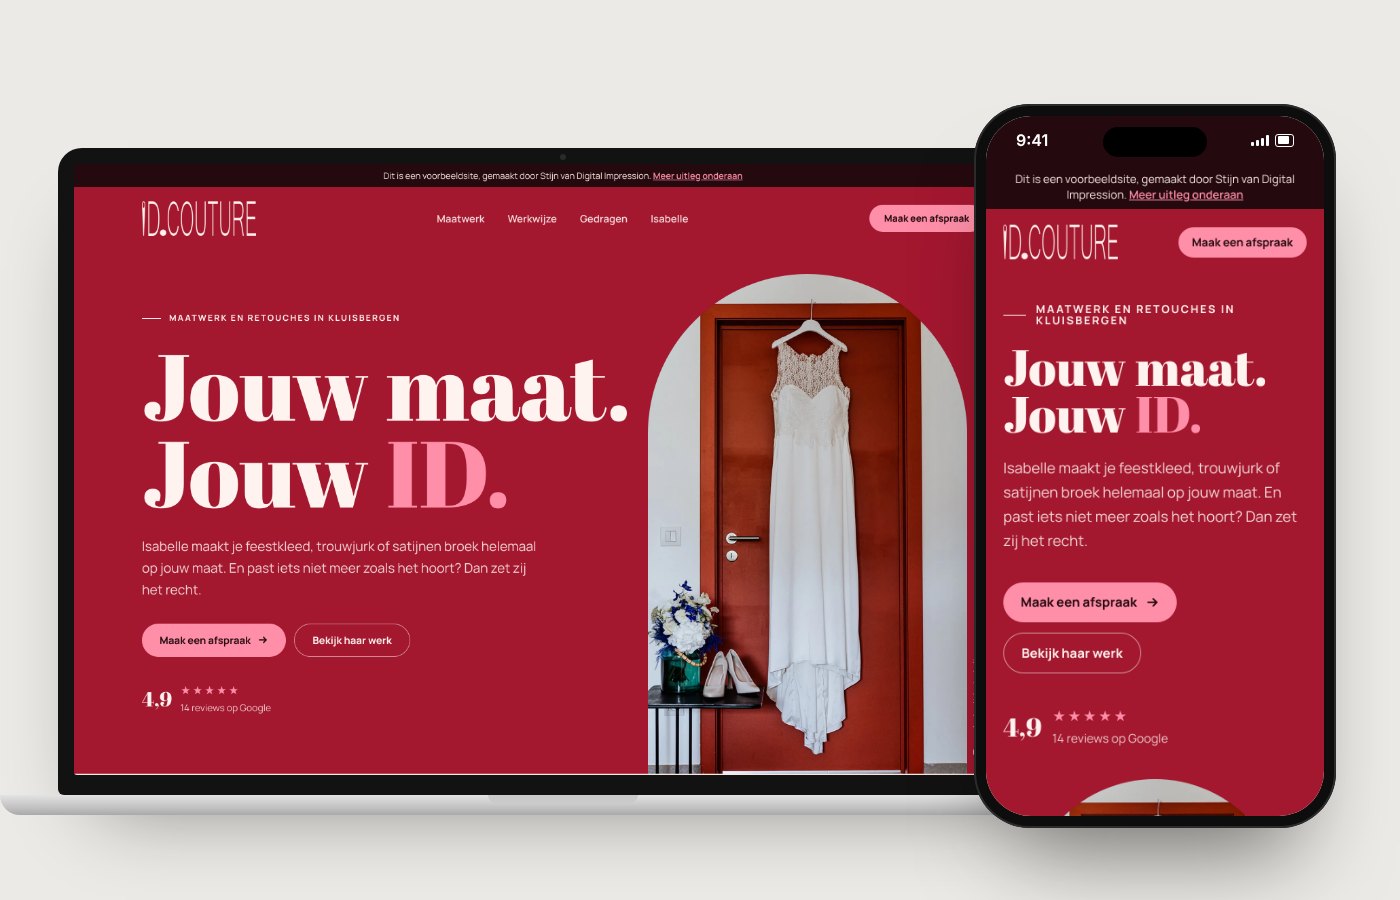 Dit is een voorbeeldsite, gemaakt door Stijn van Digital Impression. Meer uitleg onderaan
ID.COUTURE
Maatwerk
Werkwijze
Gedragen
Isabelle
Maak een afspraak
MAATWERK EN RETOUCHES IN KLUISBERGEN
Jouw maat.
Jouw ID.
Isabelle maakt je feestkleed, trouwjurk of satijnen broek helemaal
op jouw maat. En past iets niet meer zoals het hoort? Dan zet zij
het recht.
Maak een afspraak →
Bekijk haar werk
4,9
★★★★★
14 reviews op Google
9:41
Dit is een voorbeeldsite, gemaakt door Stijn van Digital
Impression. Meer uitleg onderaan
ID.COUTURE
Maak een afspraak
MAATWERK EN RETOUCHES IN
KLUISBERGEN
Jouw maat.
Jouw ID.
Isabelle maakt je feestkleed, trouwjurk of
satijnen broek helemaal op jouw maat. En
past iets niet meer zoals het hoort? Dan zet
zij het recht.
Maak een afspraak →
Bekijk haar werk
4,9
★★★★★
14 reviews op Google